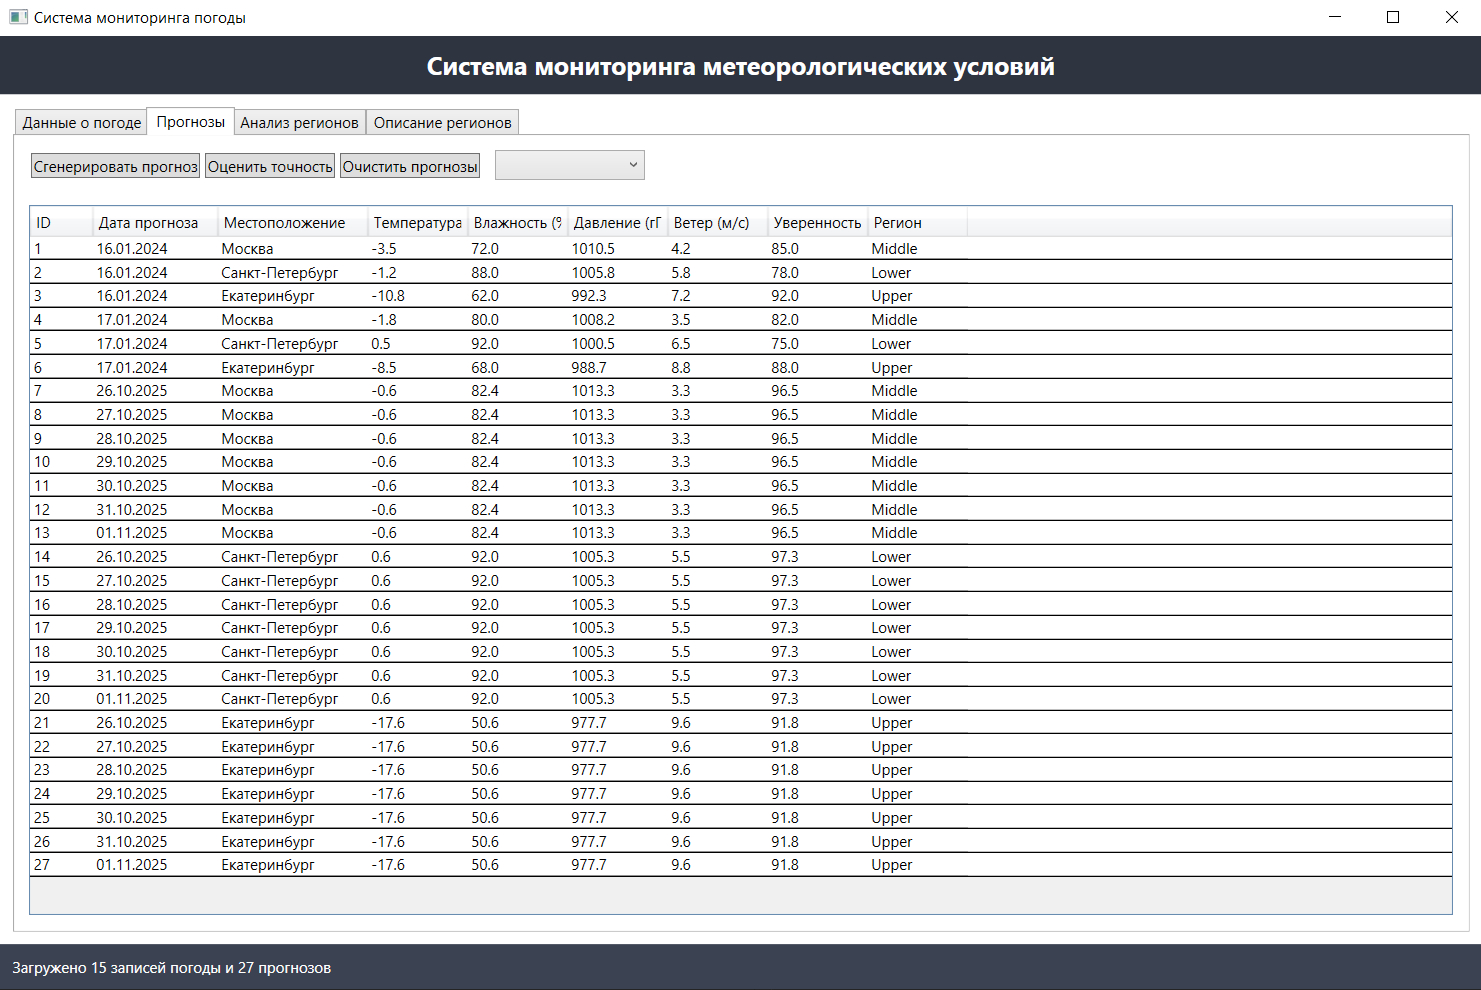 Система мониторинга погоды
Система мониторинга метеорологических условий
Данные о погоде Прогнозы Анализ регионов Описание регионов
Сгенерировать прогноз Оценить точность Очистить прогнозы
ID Дата прогноза Местоположение Температура Влажность (% Давление (гП Ветер (м/с) Уверенность Регион
1 16.01.2024 Москва -3.5 72.0 1010.5 4.2 85.0 Middle
2 16.01.2024 Санкт-Петербург -1.2 88.0 1005.8 5.8 78.0 Lower
3 16.01.2024 Екатеринбург -10.8 62.0 992.3 7.2 92.0 Upper
4 17.01.2024 Москва -1.8 80.0 1008.2 3.5 82.0 Middle
5 17.01.2024 Санкт-Петербург 0.5 92.0 1000.5 6.5 75.0 Lower
6 17.01.2024 Екатеринбург -8.5 68.0 988.7 8.8 88.0 Upper
7 26.10.2025 Москва -0.6 82.4 1013.3 3.3 96.5 Middle
8 27.10.2025 Москва -0.6 82.4 1013.3 3.3 96.5 Middle
9 28.10.2025 Москва -0.6 82.4 1013.3 3.3 96.5 Middle
10 29.10.2025 Москва -0.6 82.4 1013.3 3.3 96.5 Middle
11 30.10.2025 Москва -0.6 82.4 1013.3 3.3 96.5 Middle
12 31.10.2025 Москва -0.6 82.4 1013.3 3.3 96.5 Middle
13 01.11.2025 Москва -0.6 82.4 1013.3 3.3 96.5 Middle
14 26.10.2025 Санкт-Петербург 0.6 92.0 1005.3 5.5 97.3 Lower
15 27.10.2025 Санкт-Петербург 0.6 92.0 1005.3 5.5 97.3 Lower
16 28.10.2025 Санкт-Петербург 0.6 92.0 1005.3 5.5 97.3 Lower
17 29.10.2025 Санкт-Петербург 0.6 92.0 1005.3 5.5 97.3 Lower
18 30.10.2025 Санкт-Петербург 0.6 92.0 1005.3 5.5 97.3 Lower
19 31.10.2025 Санкт-Петербург 0.6 92.0 1005.3 5.5 97.3 Lower
20 01.11.2025 Санкт-Петербург 0.6 92.0 1005.3 5.5 97.3 Lower
21 26.10.2025 Екатеринбург -17.6 50.6 977.7 9.6 91.8 Upper
22 27.10.2025 Екатеринбург -17.6 50.6 977.7 9.6 91.8 Upper
23 28.10.2025 Екатеринбург -17.6 50.6 977.7 9.6 91.8 Upper
24 29.10.2025 Екатеринбург -17.6 50.6 977.7 9.6 91.8 Upper
25 30.10.2025 Екатеринбург -17.6 50.6 977.7 9.6 91.8 Upper
26 31.10.2025 Екатеринбург -17.6 50.6 977.7 9.6 91.8 Upper
27 01.11.2025 Екатеринбург -17.6 50.6 977.7 9.6 91.8 Upper
Загружено 15 записей погоды и 27 прогнозов